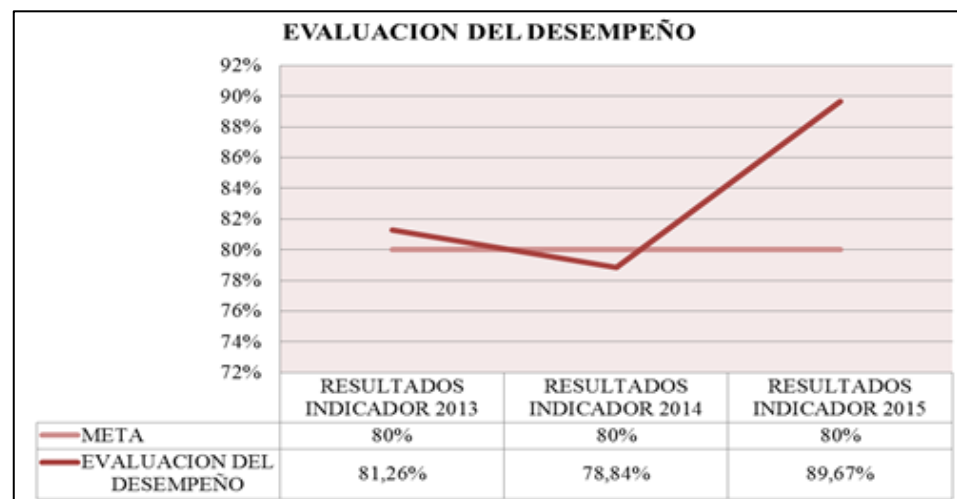 EVALUACION DEL DESEMPEÑO
92%
90%
88%
86%
84%
82%
80%
78%
76%
74%
72%
RESULTADOS INDICADOR 2013
RESULTADOS INDICADOR 2014
RESULTADOS INDICADOR 2015
META 80% 80% 80%
EVALUACION DEL DESEMPEÑO 81,26% 78,84% 89,67%